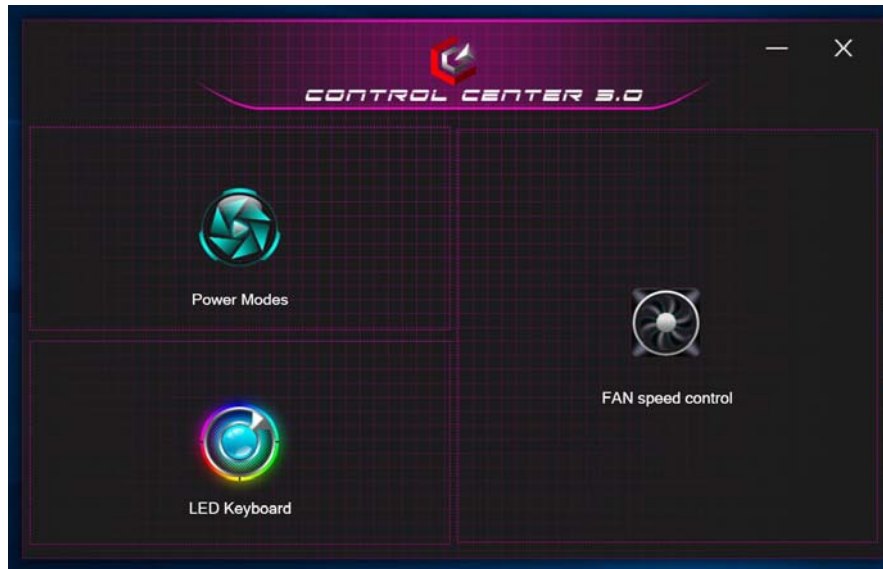 CONTROL CENTER 3.0
Power Modes
FAN speed control
LED Keyboard